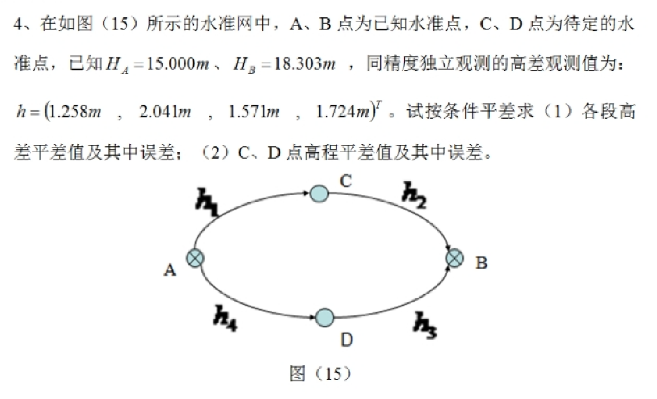 4、在如图（15）所示的水准网中，A、B 点为已知水准点，C、D 点为待定的水
准点，已知 H_A =15.000m 、 H_B =18.303m ，同精度独立观测的高差观测值为：
h = (1.258m ， 2.041m ， 1.571m ， 1.724m)^T 。试按条件平差求（1）各段高
差平差值及其中误差；（2）C、D 点高程平差值及其中误差。
C
h₁ h₂
A B
h₄ h₃
D
图（15）